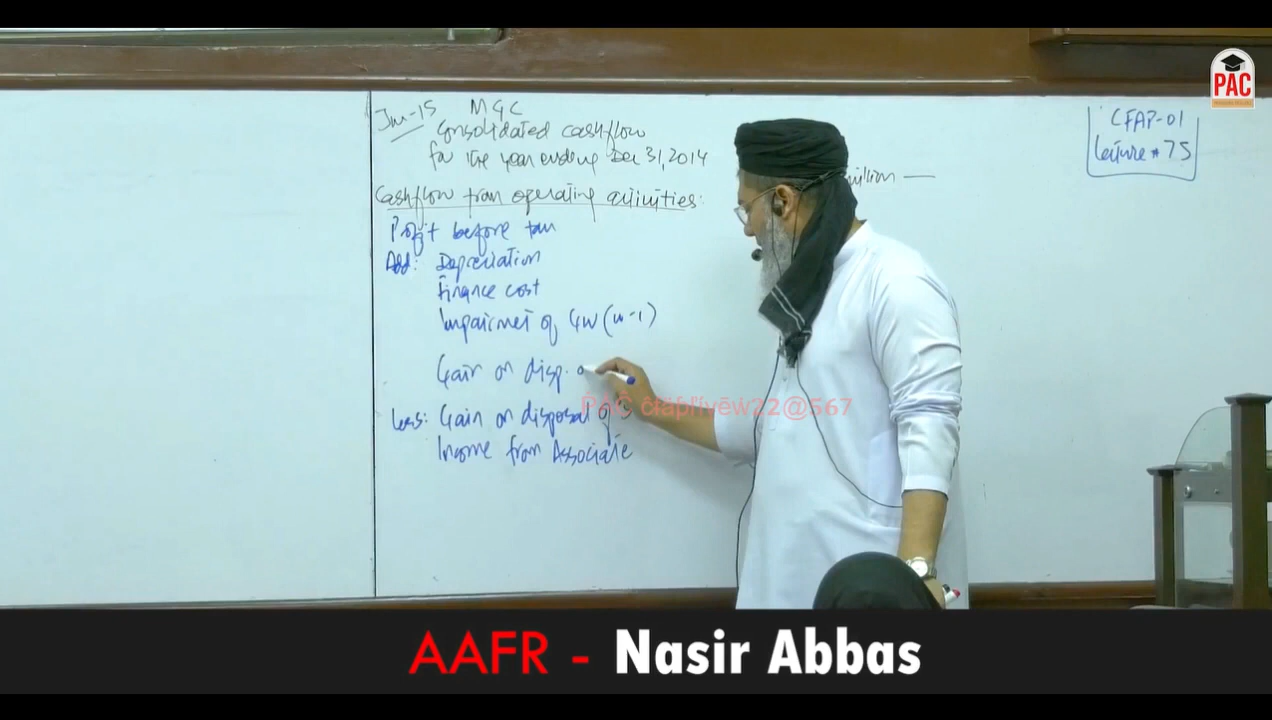 Jun-15 MGC
Consolidated cashflow
for the year ending Dec 31, 2014
Cashflow from operating activities:
Profit before tax
Add: Depreciation
Finance cost
Impairment of GW (W-1)
Gain on disp. o
Less: Gain on disposal of S
Income from Associate
million —
CFAP-01
Lecture # 75
PAC
PAC čfäpříyēw22@567
AAFR - Nasir Abbas